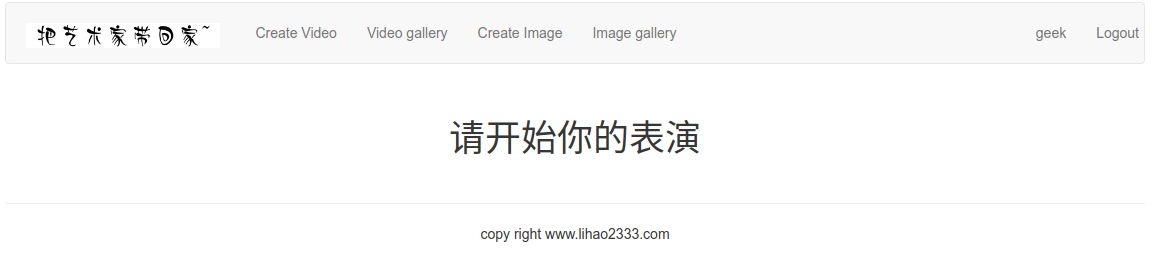 把艺术家带回家~ Create Video Video gallery Create Image Image gallery geek Logout
请开始你的表演
copy right www.lihao2333.com